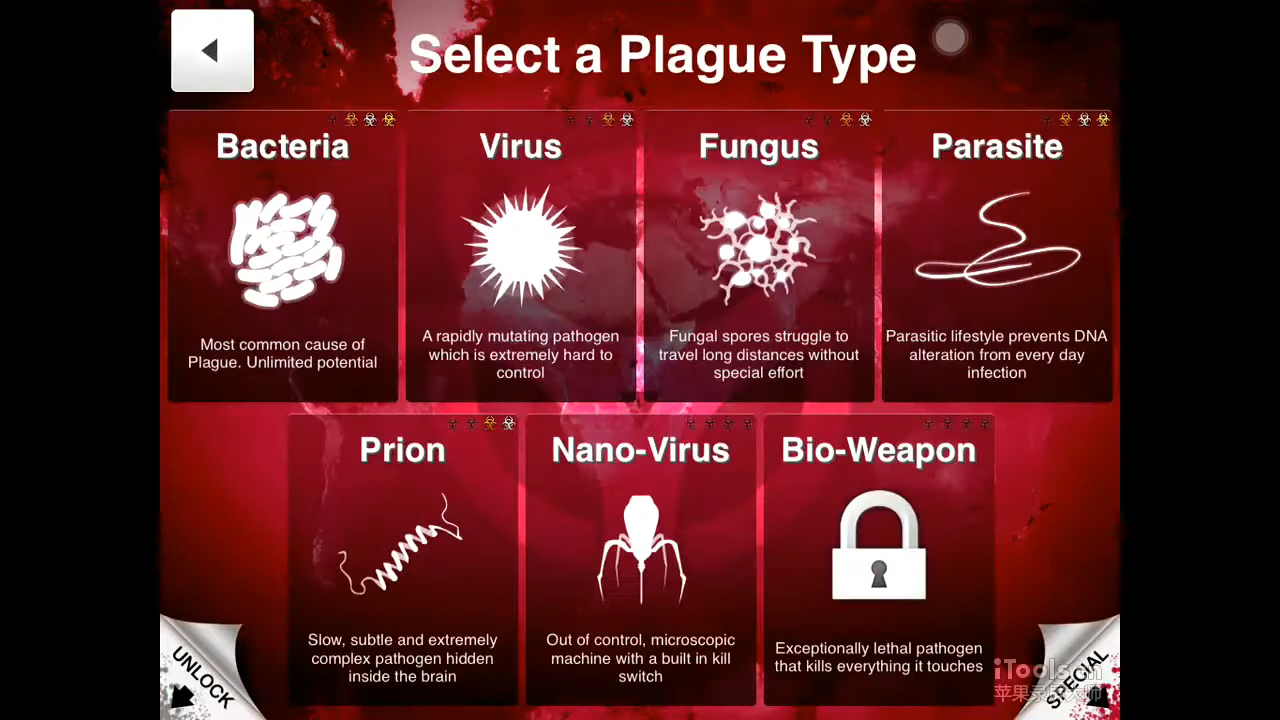 Select a Plague Type
Bacteria
Most common cause of
Plague. Unlimited potential
Virus
A rapidly mutating pathogen
which is extremely hard to
control
Fungus
Fungal spores struggle to
travel long distances without
special effort
Parasite
Parasitic lifestyle prevents DNA
alteration from every day
infection
Prion
Slow, subtle and extremely
complex pathogen hidden
inside the brain
Nano-Virus
Out of control, microscopic
machine with a built in kill
switch
Bio-Weapon
Exceptionally lethal pathogen
that kills everything it touches
UNLOCK
SPECIAL